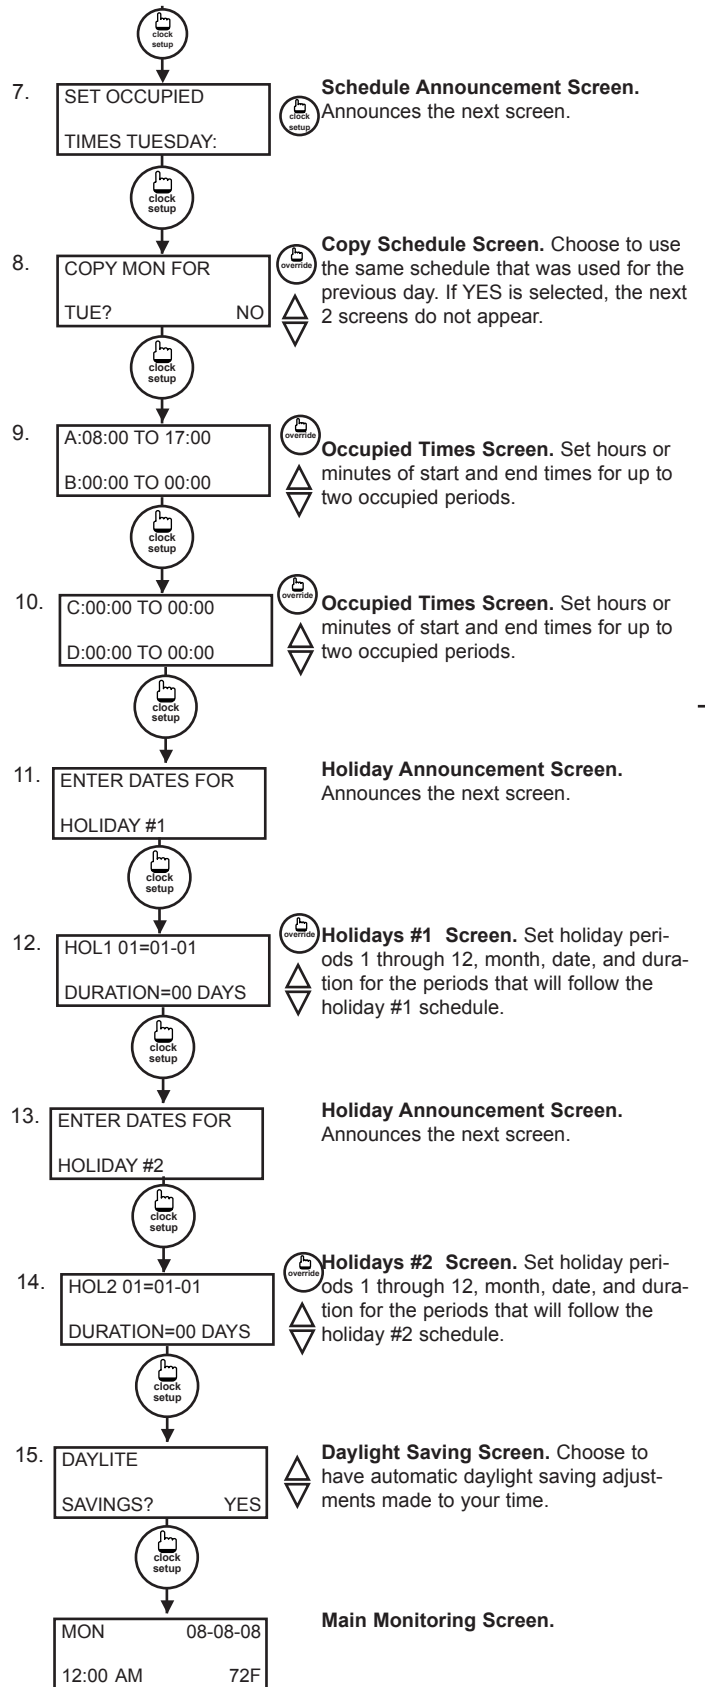 clock
setup
7.
SET OCCUPIED
TIMES TUESDAY:
clock
setup
Schedule Announcement Screen.
Announces the next screen.
clock
setup
8.
COPY MON FOR
TUE? NO
override
Copy Schedule Screen. Choose to use
the same schedule that was used for the
previous day. If YES is selected, the next
2 screens do not appear.
clock
setup
9.
A:08:00 TO 17:00
B:00:00 TO 00:00
override
Occupied Times Screen. Set hours or
minutes of start and end times for up to
two occupied periods.
clock
setup
10.
C:00:00 TO 00:00
D:00:00 TO 00:00
override
Occupied Times Screen. Set hours or
minutes of start and end times for up to
two occupied periods.
clock
setup
11.
ENTER DATES FOR
HOLIDAY #1
Holiday Announcement Screen.
Announces the next screen.
clock
setup
12.
HOL1 01=01-01
DURATION=00 DAYS
override
Holidays #1 Screen. Set holiday peri-
ods 1 through 12, month, date, and dura-
tion for the periods that will follow the
holiday #1 schedule.
clock
setup
13.
ENTER DATES FOR
HOLIDAY #2
Holiday Announcement Screen.
Announces the next screen.
clock
setup
14.
HOL2 01=01-01
DURATION=00 DAYS
override
Holidays #2 Screen. Set holiday peri-
ods 1 through 12, month, date, and dura-
tion for the periods that will follow the
holiday #2 schedule.
clock
setup
15.
DAYLITE
SAVINGS? YES
Daylight Saving Screen. Choose to
have automatic daylight saving adjust-
ments made to your time.
clock
setup
MON 08-08-08
12:00 AM 72F
Main Monitoring Screen.